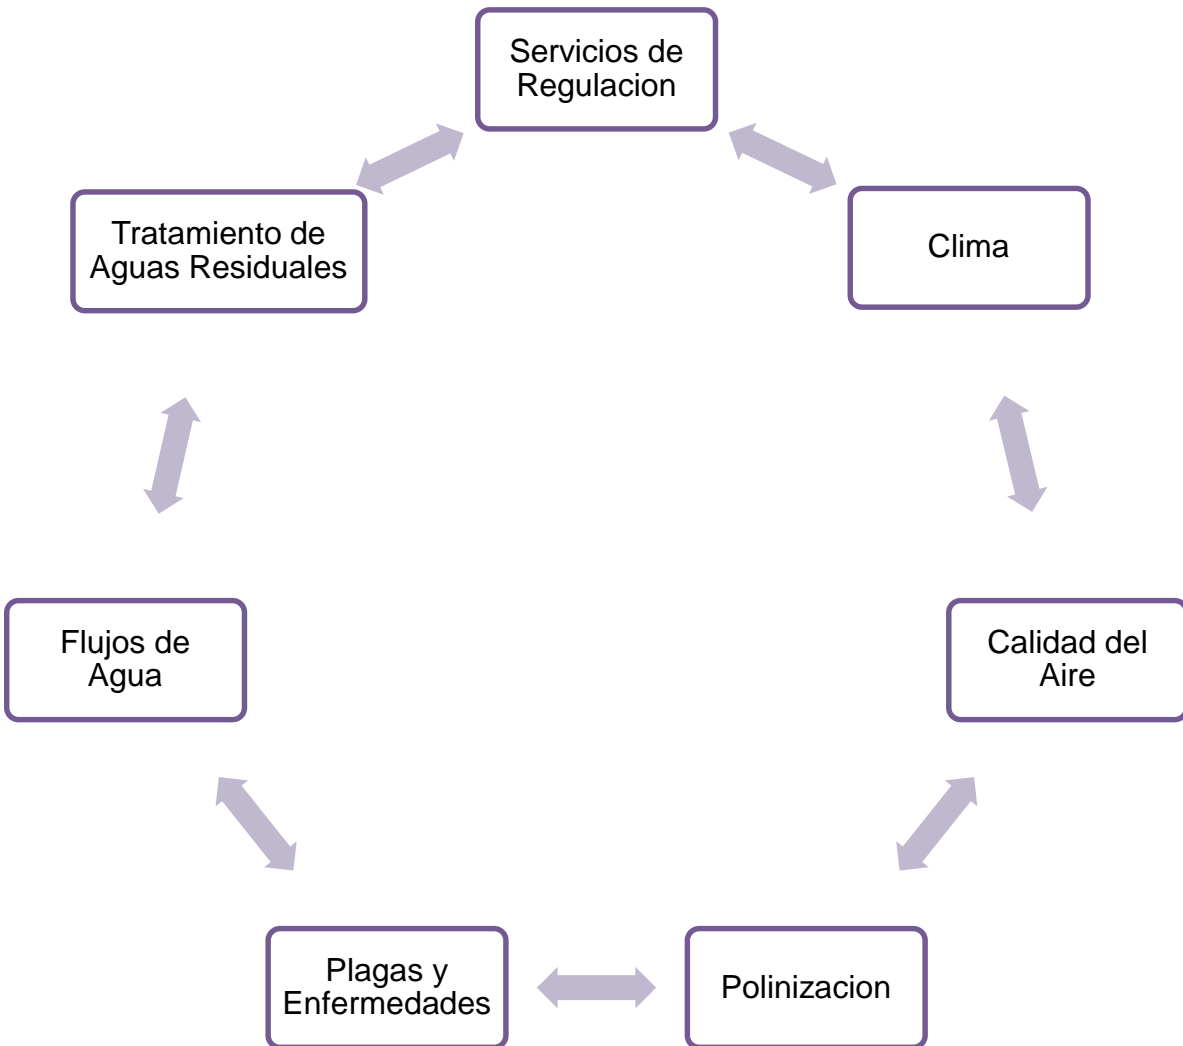 Servicios de
Regulacion
Clima
Calidad del
Aire
Polinizacion
Plagas y
Enfermedades
Flujos de
Agua
Tratamiento de
Aguas Residuales